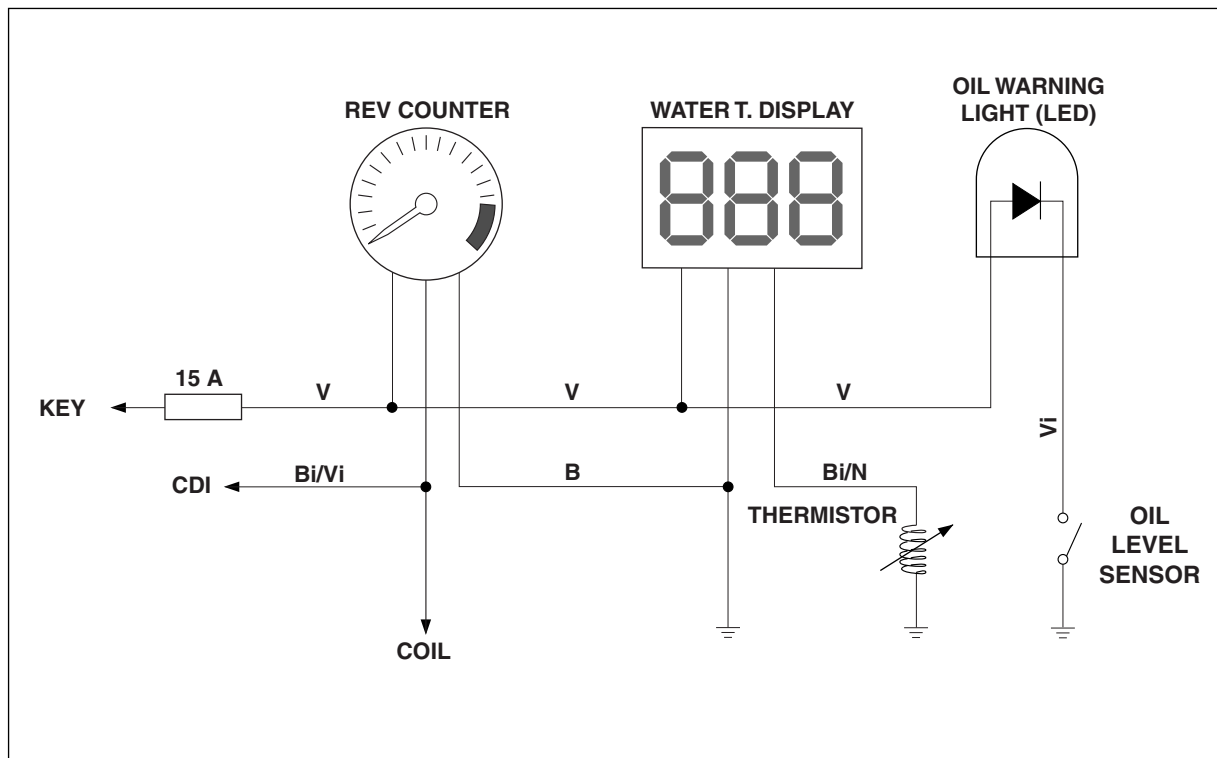 OIL WARNING
LIGHT (LED)
REV COUNTER
WATER T. DISPLAY
888
15 A
KEY
V
V
V
Vi
CDI
Bi/Vi
B
Bi/N
THERMISTOR
OIL
LEVEL
SENSOR
COIL